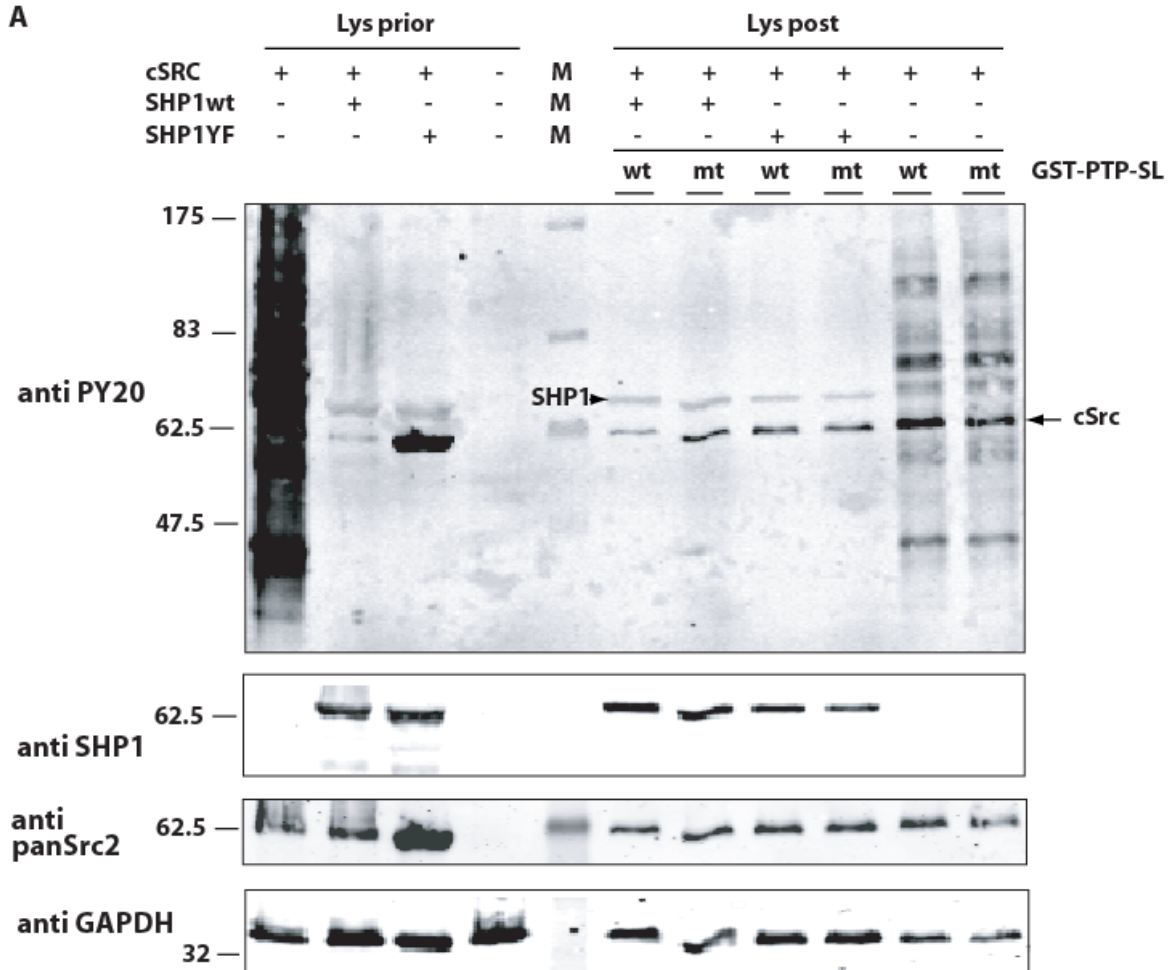 A
Lys prior Lys post
cSRC + + + - M + + + + + +
SHP1wt - + - - M + + - - - -
SHP1YF - - + - M - - + + - -
wt mt wt mt wt mt GST-PTP-SL
175
83
anti PY20
SHP1
62.5
cSrc
47.5
62.5
anti SHP1
anti
62.5
panSrc2
anti GAPDH
32